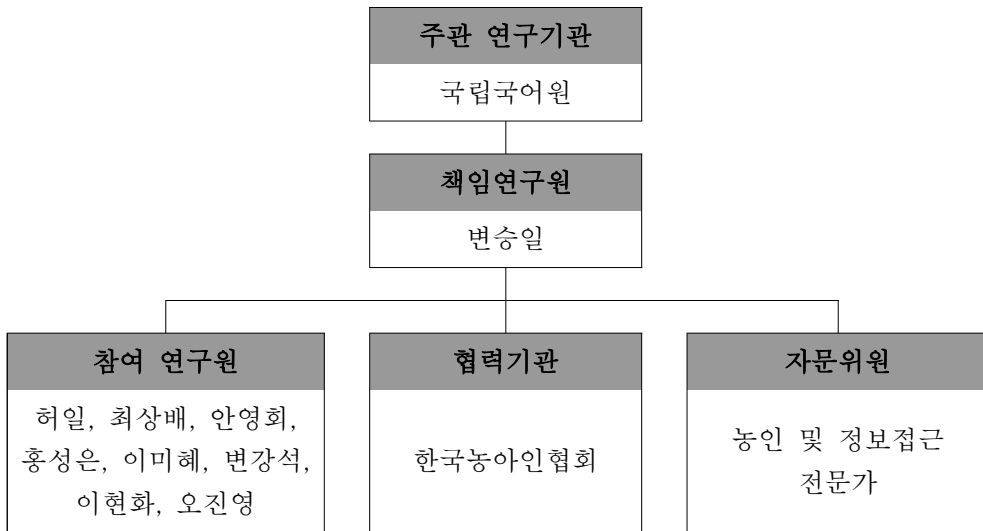 주관 연구기관
국립국어원
책임연구원
변승일
참여 연구원
허일, 최상배, 안영회,
홍성은, 이미혜, 변강석,
이현화, 오진영
협력기관
한국농아인협회
자문위원
농인 및 정보접근
전문가